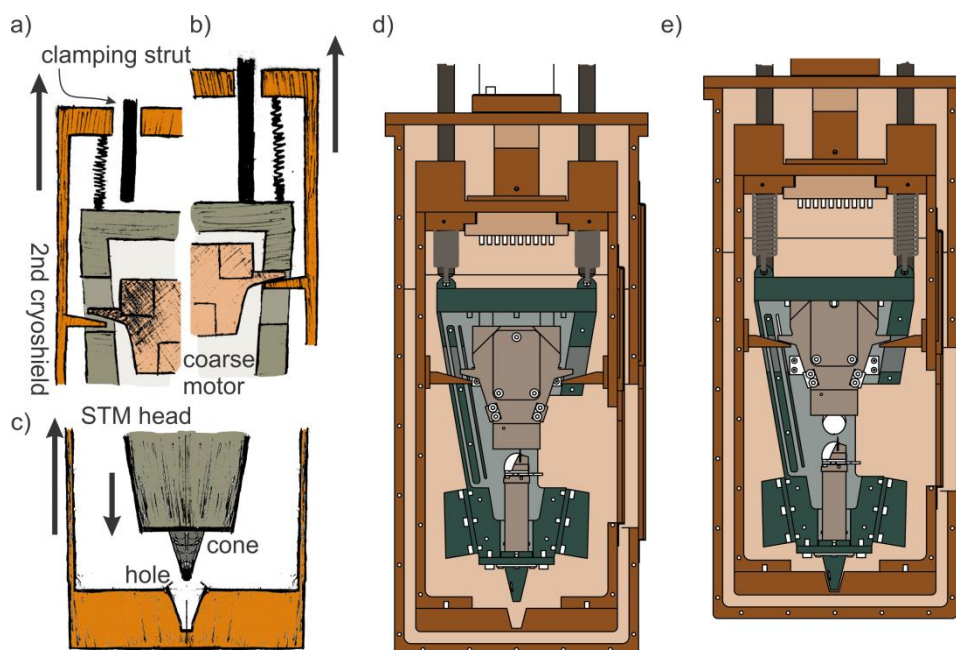 a)
b)
d)
e)
clamping strut
2nd cryoshield
coarse
motor
c)
STM head
cone
hole